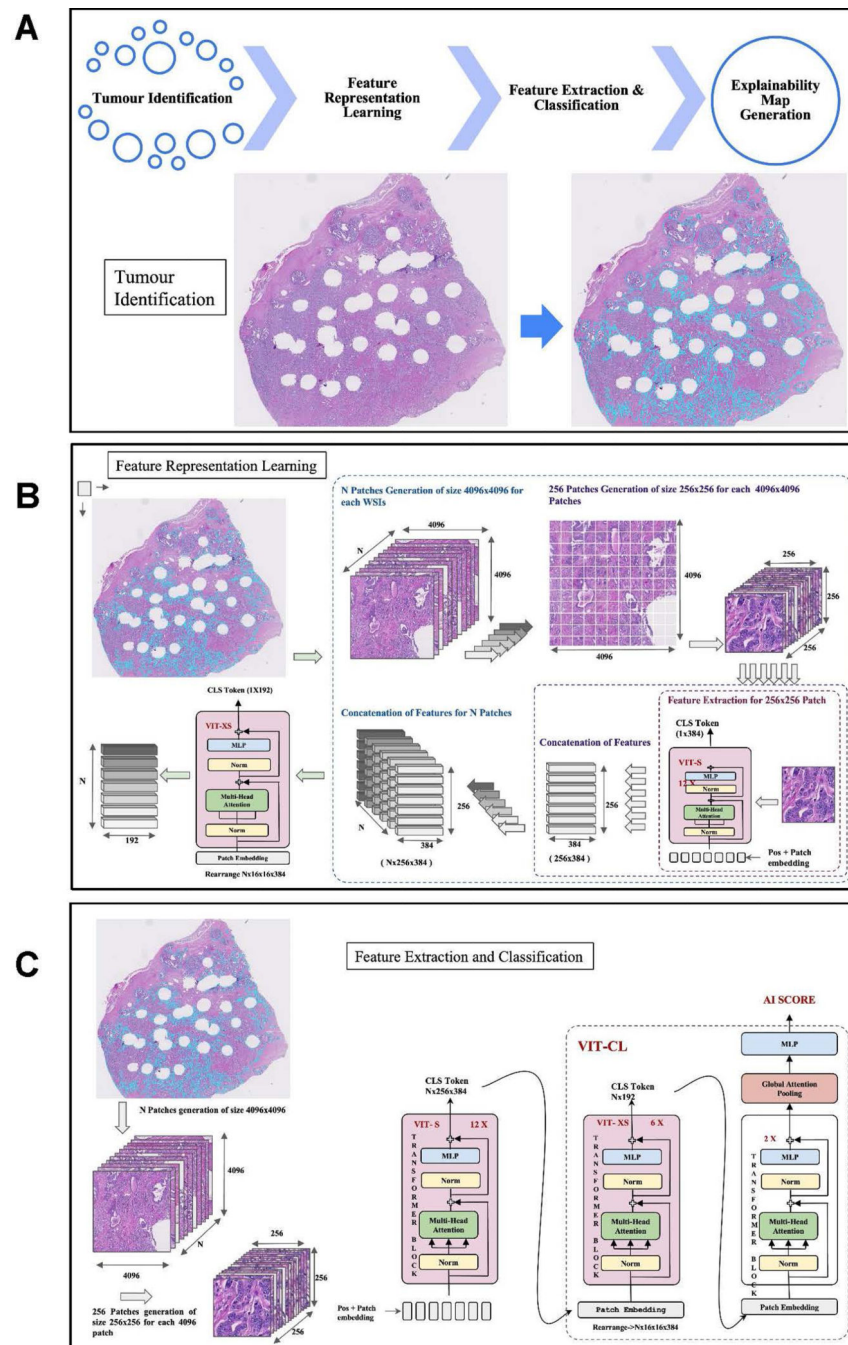 A
Tumour Identification
Feature
Representation
Learning
Feature Extraction &
Classification
Explainability
Map
Generation
Tumour
Identification
B
Feature Representation Learning
N Patches Generation of size 4096x4096 for
each WSIs
256 Patches Generation of size 256x256 for each 4096x4096
Patches
4096
N
4096
4096
4096
256
256
256
CLS Token (1X192)
VIT-XS
MLP
Norm
Multi-Head
Attention
Norm
Patch Embedding
Rearrange Nx16x16x384
N
192
Concatenation of Features for N Patches
256
N
384
( Nx256x384 )
Concatenation of Features
256
384
(256x384)
Feature Extraction for 256x256 Patch
CLS Token
(1x384)
VIT-S
12 X
MLP
Norm
Multi-Head
Attention
Norm
Pos + Patch
embedding
C
Feature Extraction and Classification
N Patches generation of size 4096x4096
4096
N
4096
256 Patches generation of
size 256x256 for each 4096
patch
256
256
256
Pos + Patch
embedding
CLS Token
Nx256x384
VIT- S
12 X
TRANSFORMER BLOCK
MLP
Norm
Multi-Head
Attention
Norm
VIT-CL
CLS Token
Nx192
VIT- XS
6 X
TRANSFORMER BLOCK
MLP
Norm
Multi-Head
Attention
Norm
Patch Embedding
Rearrange->Nx16x16x384
AI SCORE
MLP
Global Attention
Pooling
2 X
TRANSFORMER BLOCK
MLP
Norm
Multi-Head
Attention
Norm
Patch Embedding